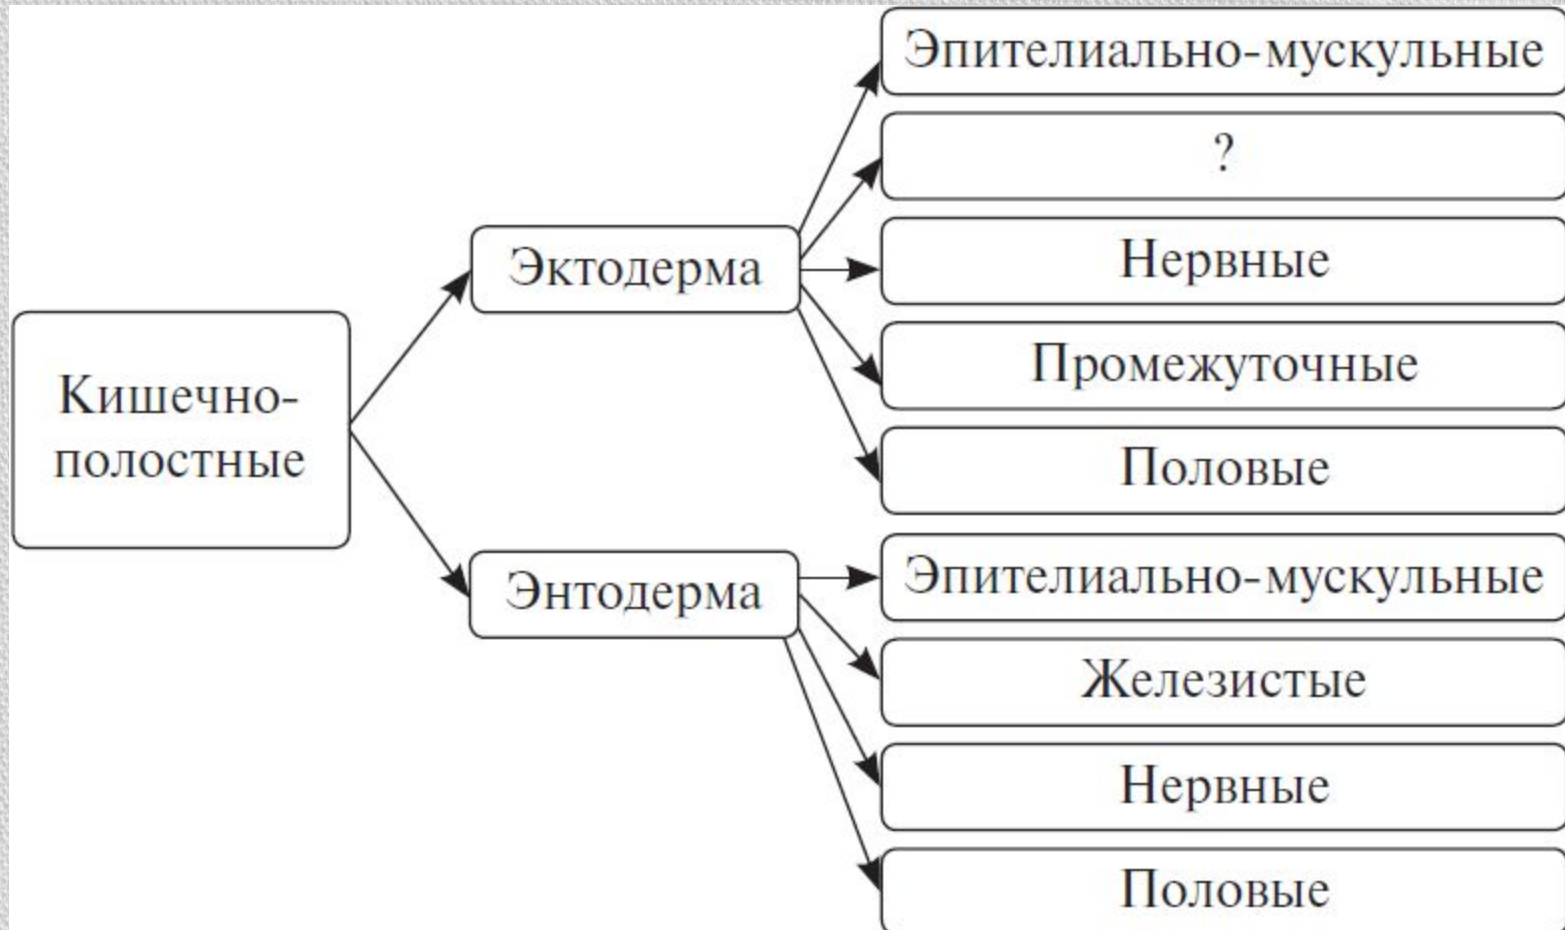 Кишечно-
полостные
Эктодерма
Эпителиально-мускульные
?
Нервные
Промежуточные
Половые
Энтодерма
Эпителиально-мускульные
Железистые
Нервные
Половые